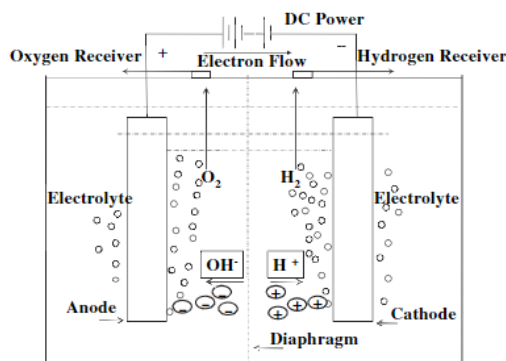 DC Power
+
−
Oxygen Receiver
Electron Flow
Hydrogen Receiver
O2
H2
Electrolyte
Electrolyte
OH-
H +
− − − −
+ + + + +
Anode
Cathode
Diaphragm